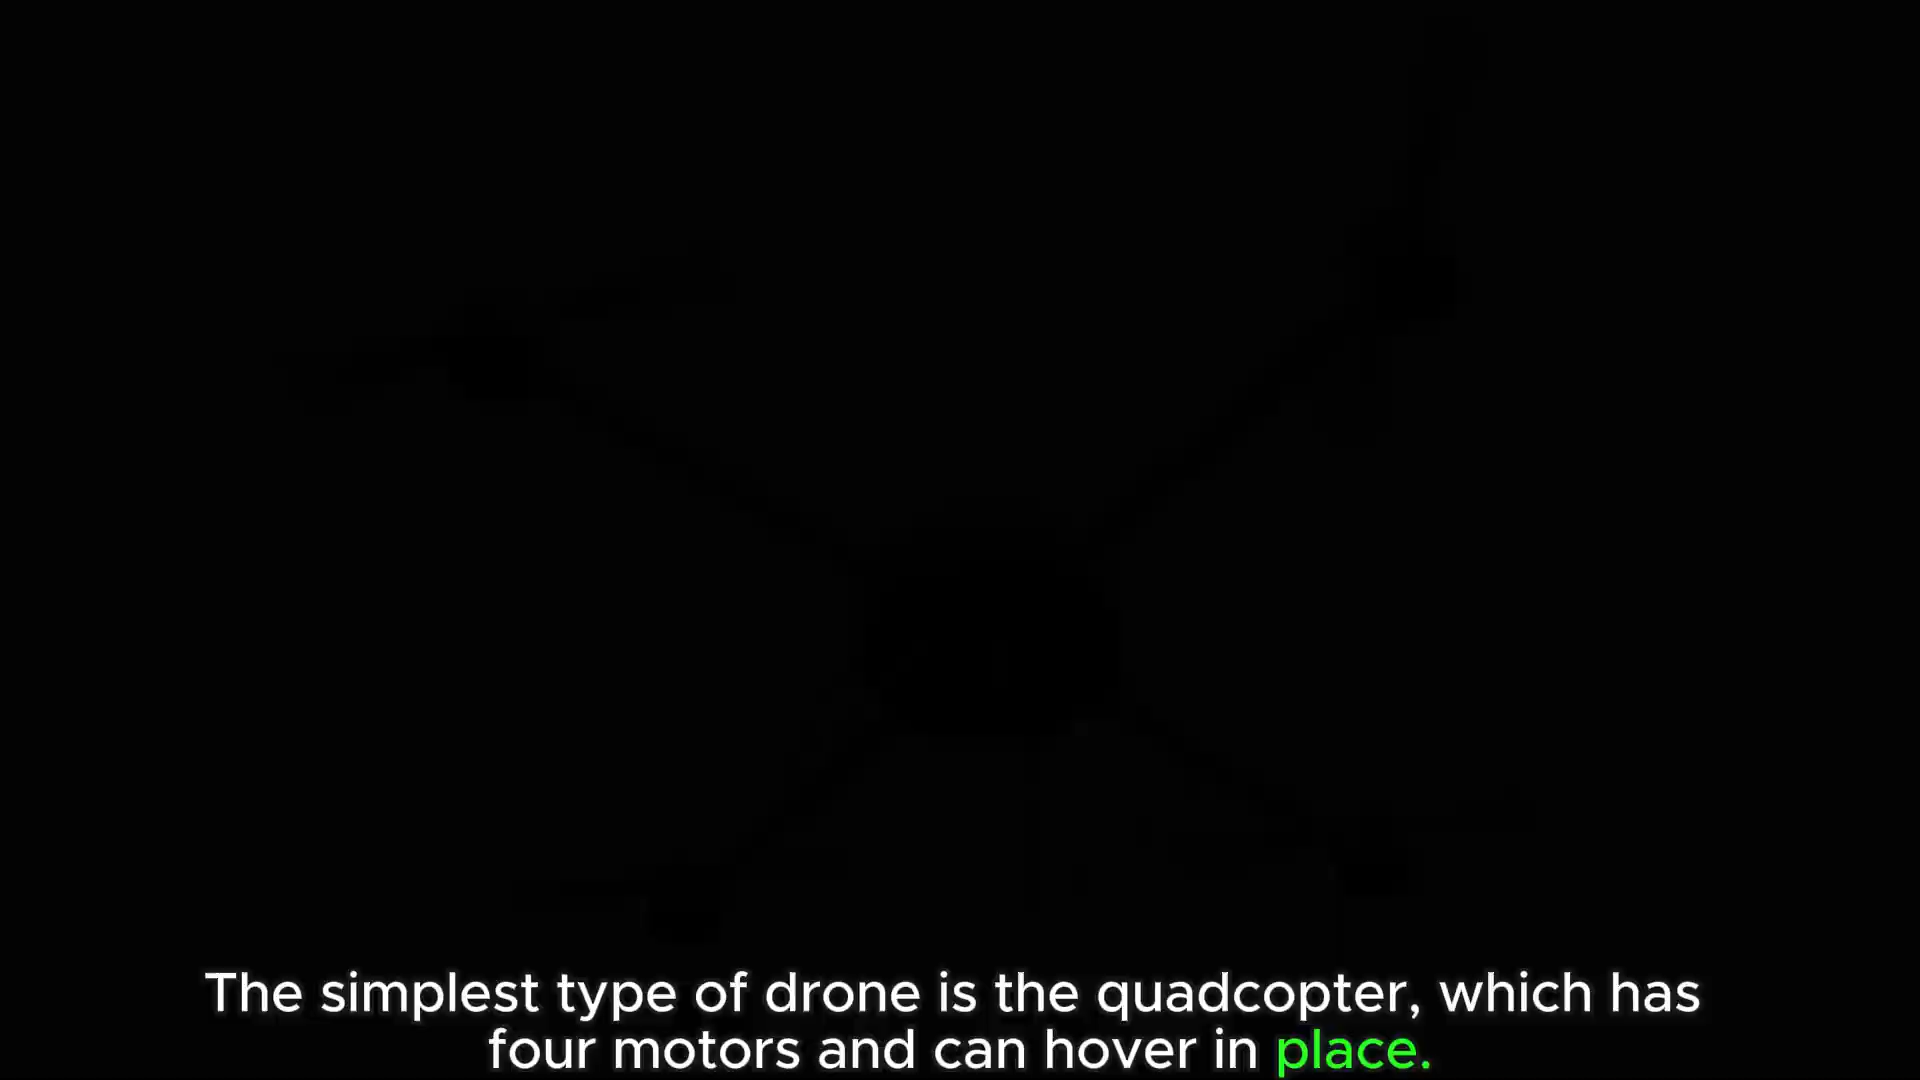 The simplest type of drone is the quadcopter, which has
four motors and can hover in place.